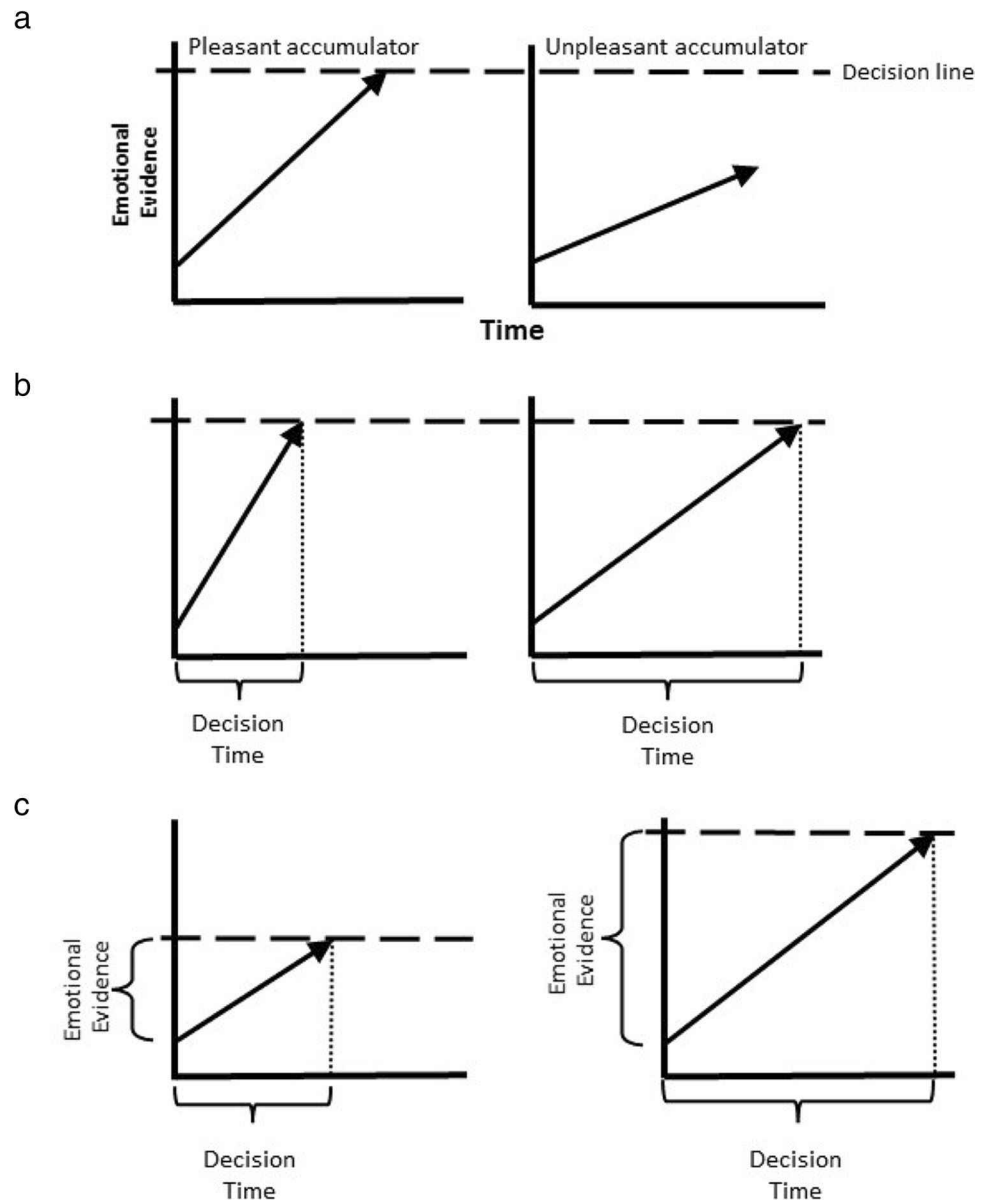 a
Pleasant accumulator
Unpleasant accumulator
Decision line
Emotional
Evidence
Time
b
Decision
Time
Decision
Time
c
Emotional
Evidence
Emotional
Evidence
Decision
Time
Decision
Time